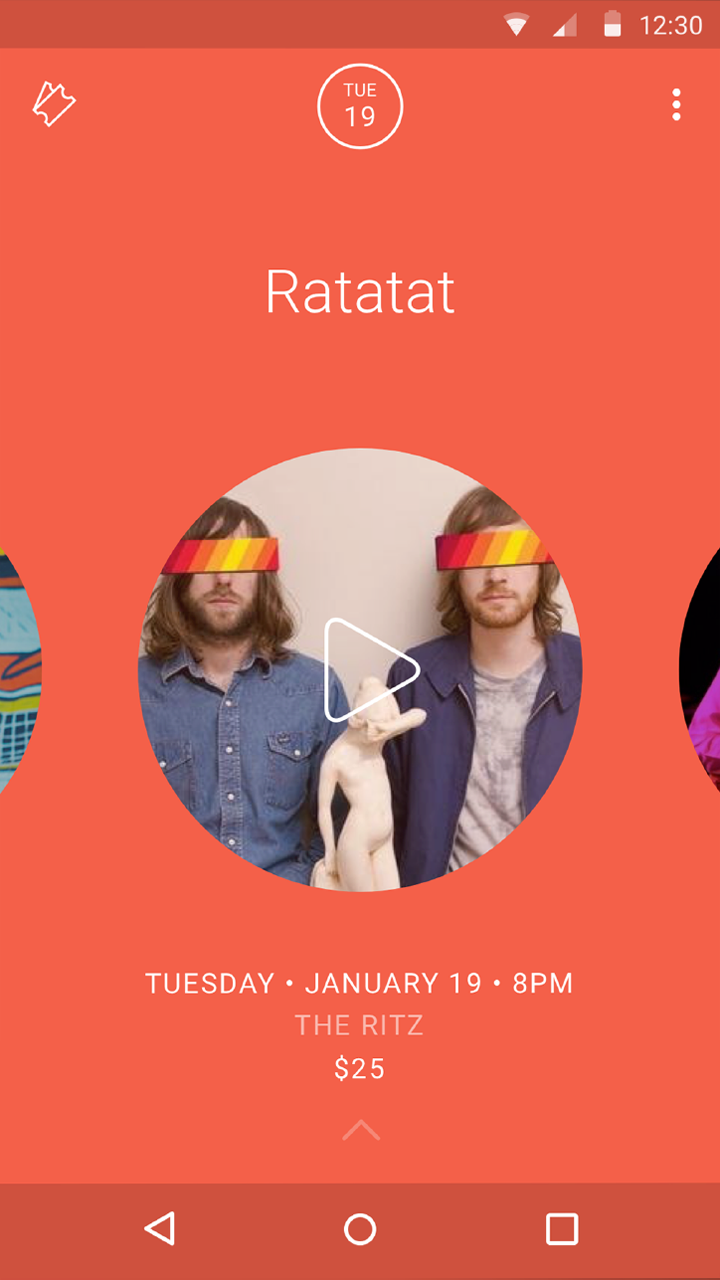 12:30
TUE
19
Ratatat
TUESDAY • JANUARY 19 • 8PM
THE RITZ
$25